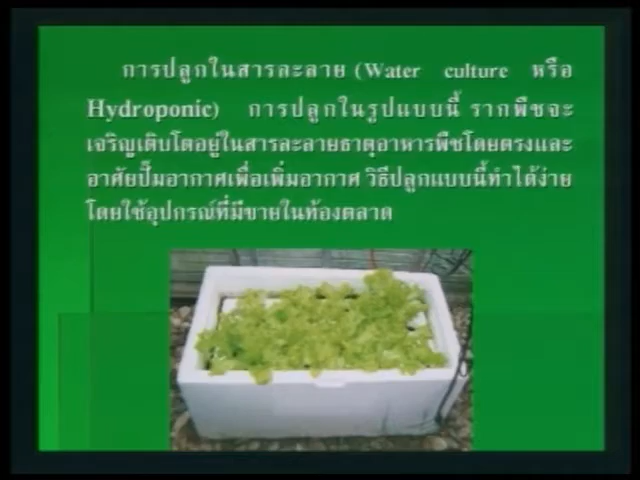 การปลูกในสารละลาย (Water culture หรือ
Hydroponic) การปลูกในรูปแบบนี้ รากพืชจะ
เจริญเติบโตอยู่ในสารละลายธาตุอาหารพืชโดยตรงและ
อาศัยปั๊มอากาศเพื่อเพิ่มอากาศ วิธีปลูกแบบนี้ทำได้ง่าย
โดยใช้อุปกรณ์ที่มีขายในท้องตลาด